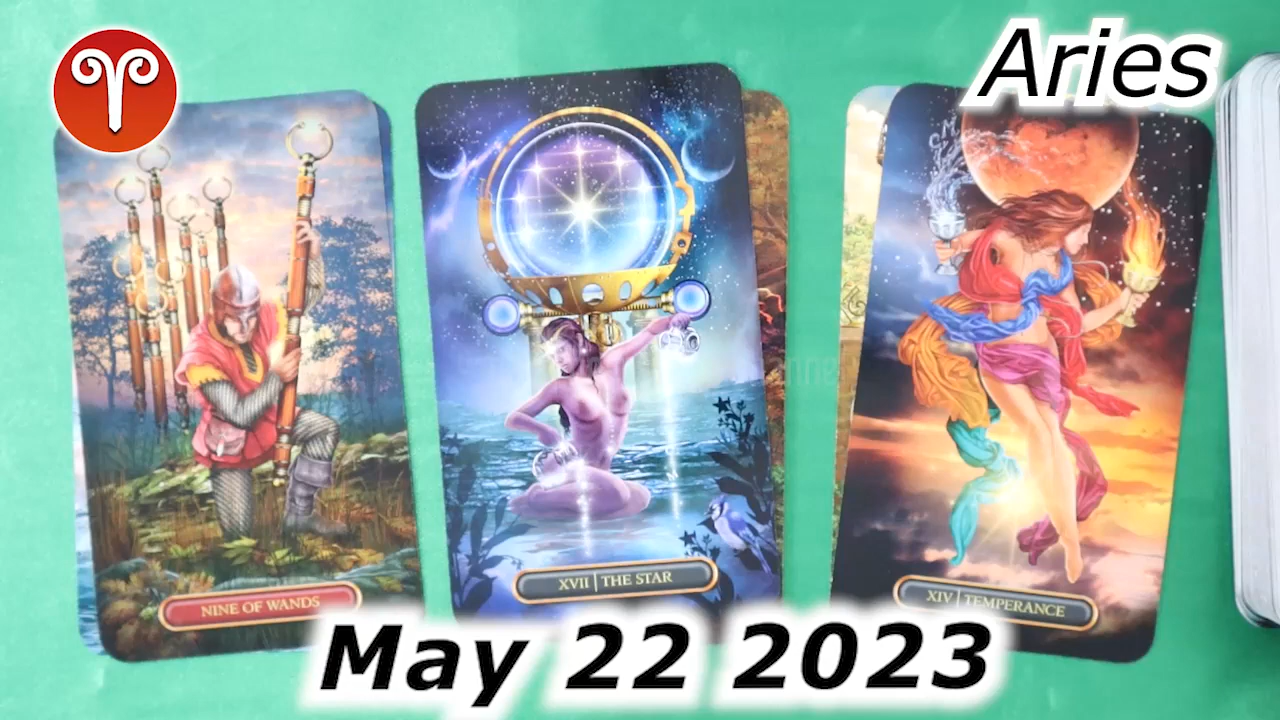 Aries
NINE OF WANDS
XVII | THE STAR
XIV | TEMPERANCE
May 22 2023